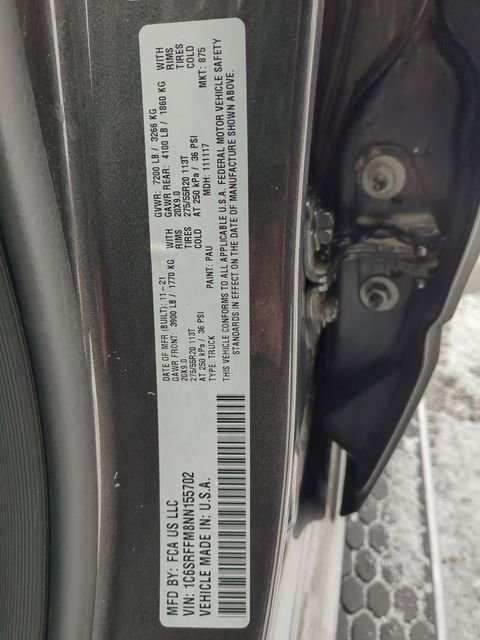 MFD BY: FCA US LLC
VIN: 1C6SRFFM8NN155702
VEHICLE MADE IN: U.S.A.
DATE OF MFR (BUILT): 11-21 GVWR: 7200 LB / 3266 KG
GAWR FRONT: 3900 LB / 1770 KG WITH GAWR REAR: 4100 LB / 1860 KG WITH
20X9.0 RIMS 20X9.0 RIMS
275/55R20 113T TIRES 275/55R20 113T TIRES
AT 250 kPa / 36 PSI COLD AT 250 kPa / 36 PSI COLD
TYPE: TRUCK PAINT: PAU MDH: 111117 MKT: 875
THIS VEHICLE CONFORMS TO ALL APPLICABLE U.S.A. FEDERAL MOTOR VEHICLE SAFETY
STANDARDS IN EFFECT ON THE DATE OF MANUFACTURE SHOWN ABOVE.